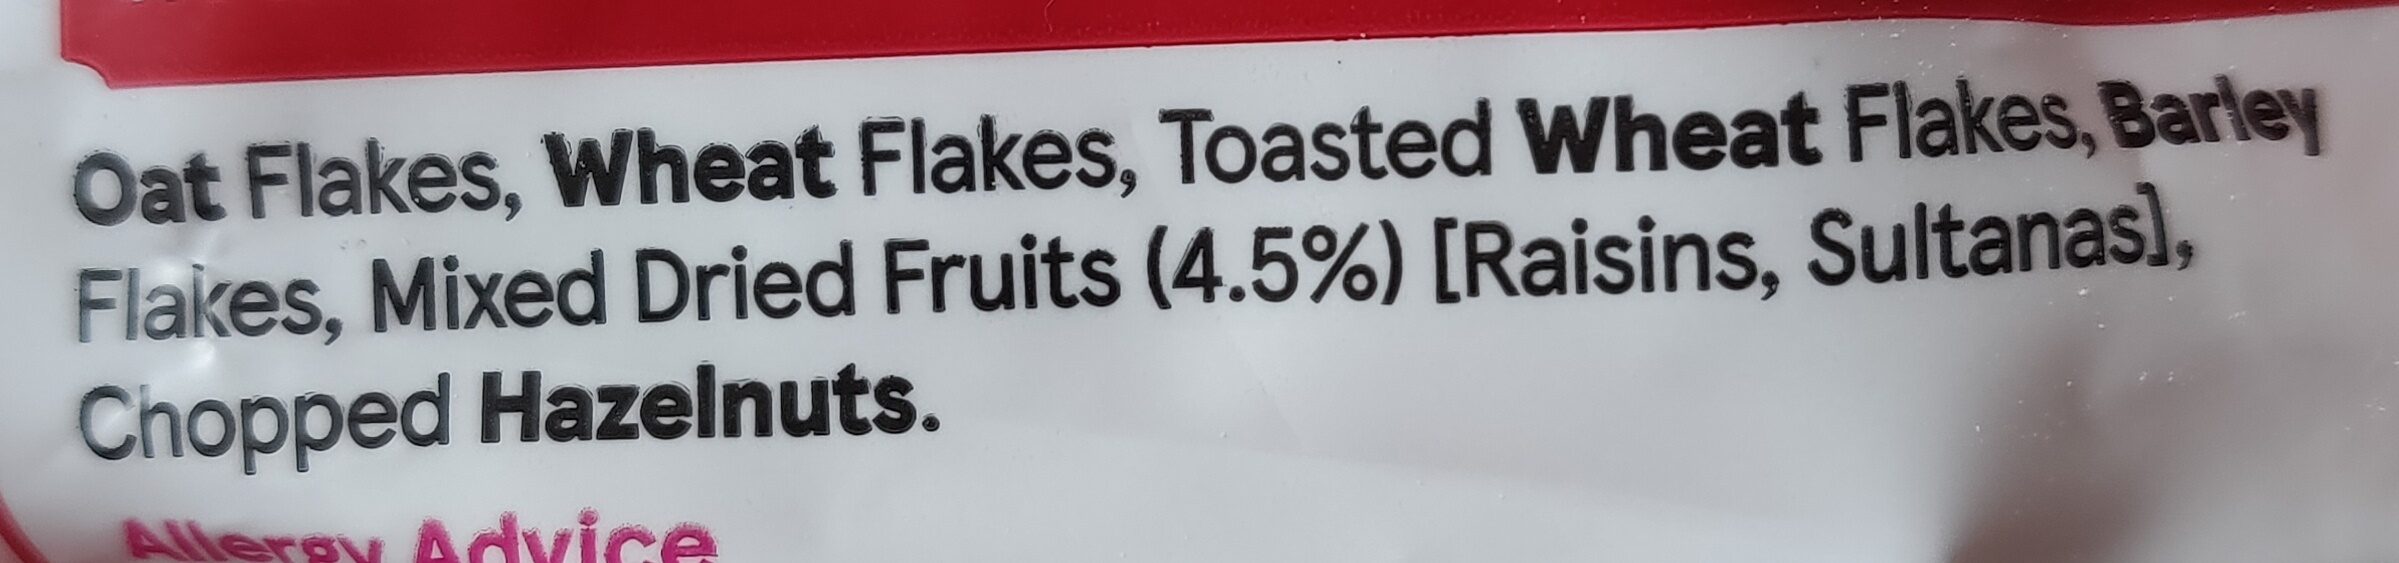 Oat Flakes, Wheat Flakes, Toasted Wheat Flakes, Barley
Flakes, Mixed Dried Fruits (4.5%) [Raisins, Sultanas],
Chopped Hazelnuts.
Allergy Advice